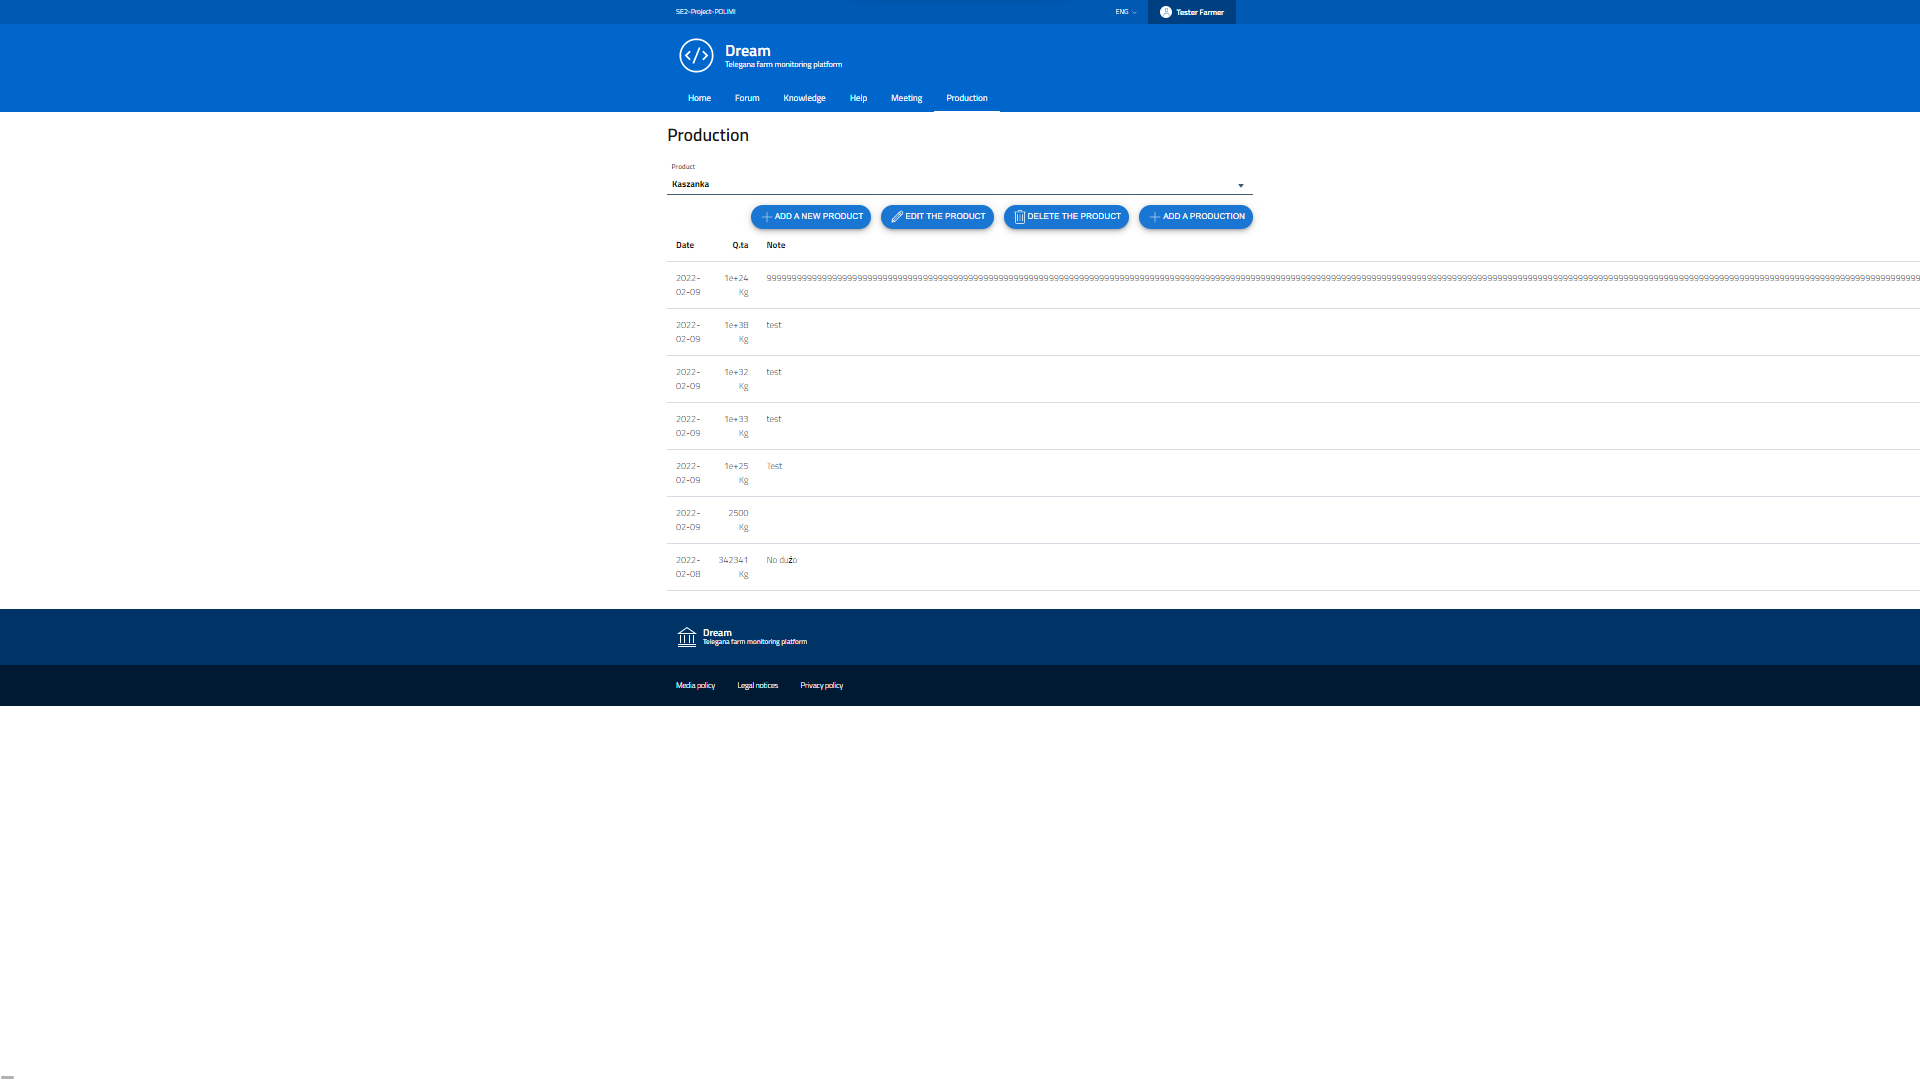 SE2-Project-POLIMI
ENG
Tester Farmer
Dream
Telegana farm monitoring platform
Home Forum Knowledge Help Meeting Production
Production
Product
Kaszanka
ADD A NEW PRODUCT EDIT THE PRODUCT DELETE THE PRODUCT ADD A PRODUCTION
Date Q.ta Note
2022-02-09 1e+24 Kg
2022-02-09 1e+38 Kg test
2022-02-09 1e+32 Kg test
2022-02-09 1e+33 Kg test
2022-02-09 1e+25 Kg Test
2022-02-09 2500 Kg
2022-02-08 342341 Kg No dużo
Dream
Telegana farm monitoring platform
Media policy Legal notices Privacy policy